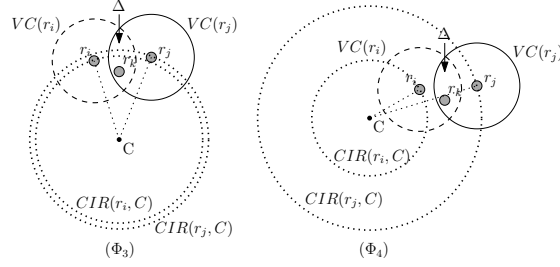 Δ
VC(r_i)
VC(r_j)
r_i
r_j
r_k
C
CIR(r_i, C)
CIR(r_j, C)
(Φ_3)
Δ
VC(r_i)
VC(r_j)
r_i
r_j
r_k
C
CIR(r_i, C)
CIR(r_j, C)
(Φ_4)